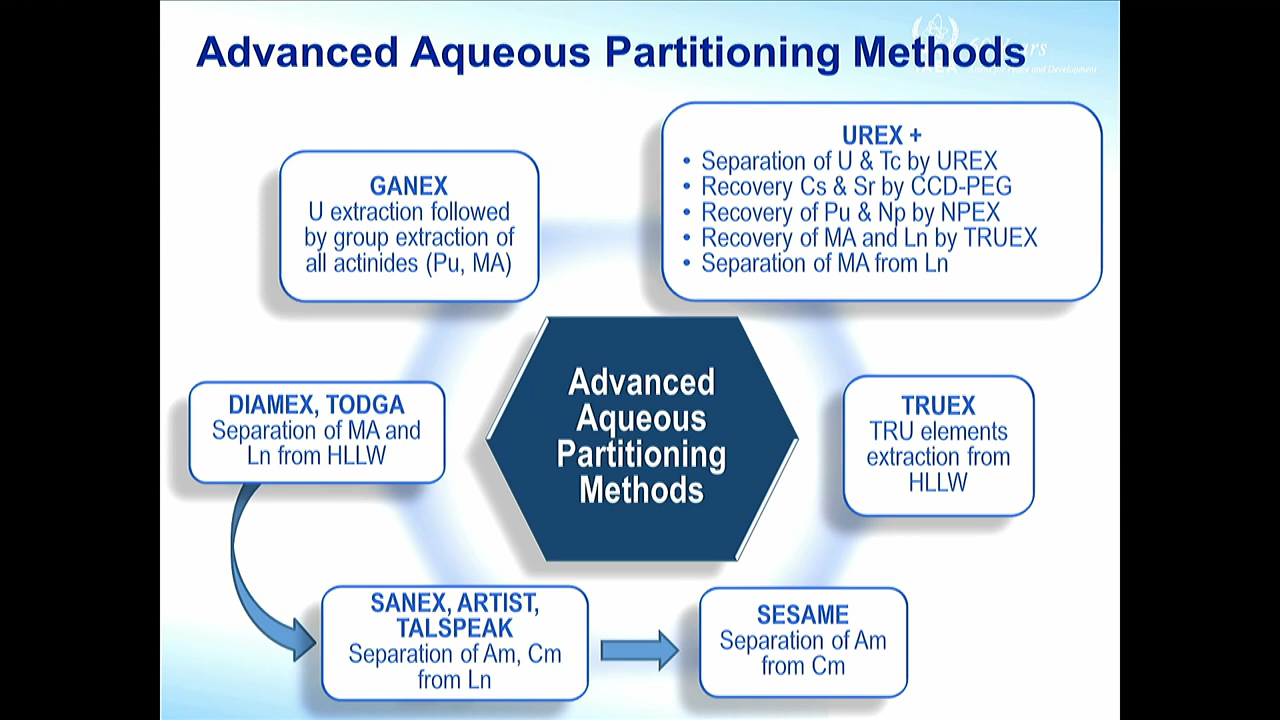 Advanced Aqueous Partitioning Methods
GANEX
U extraction followed
by group extraction of
all actinides (Pu, MA)
UREX +
• Separation of U & Tc by UREX
• Recovery Cs & Sr by CCD-PEG
• Recovery of Pu & Np by NPEX
• Recovery of MA and Ln by TRUEX
• Separation of MA from Ln
DIAMEX, TODGA
Separation of MA and
Ln from HLLW
Advanced
Aqueous
Partitioning
Methods
TRUEX
TRU elements
extraction from
HLLW
SANEX, ARTIST,
TALSPEAK
Separation of Am, Cm
from Ln
SESAME
Separation of Am
from Cm